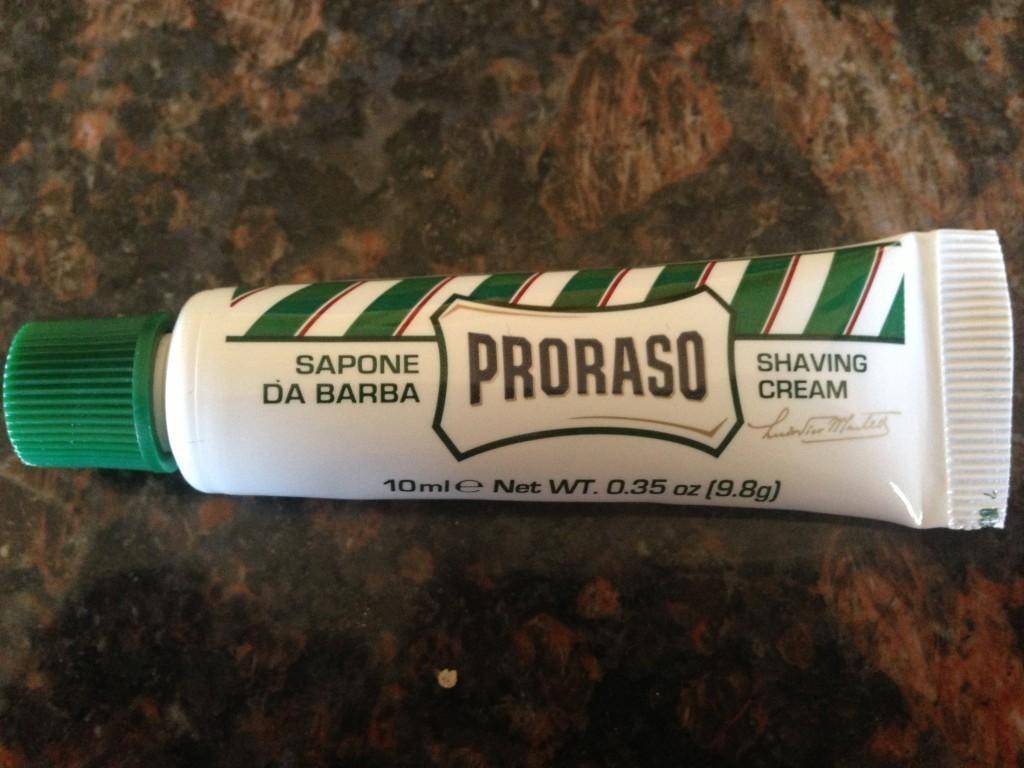 SAPONE
DA BARBA
PRORASO
SHAVING
CREAM
10ml e Net WT. 0.35 oz (9.8g)